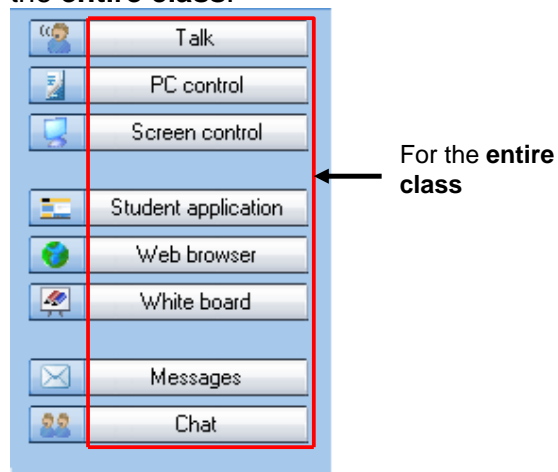 the entire class.
Talk
PC control
Screen control
For the entire
class
Student application
Web browser
White board
Messages
Chat